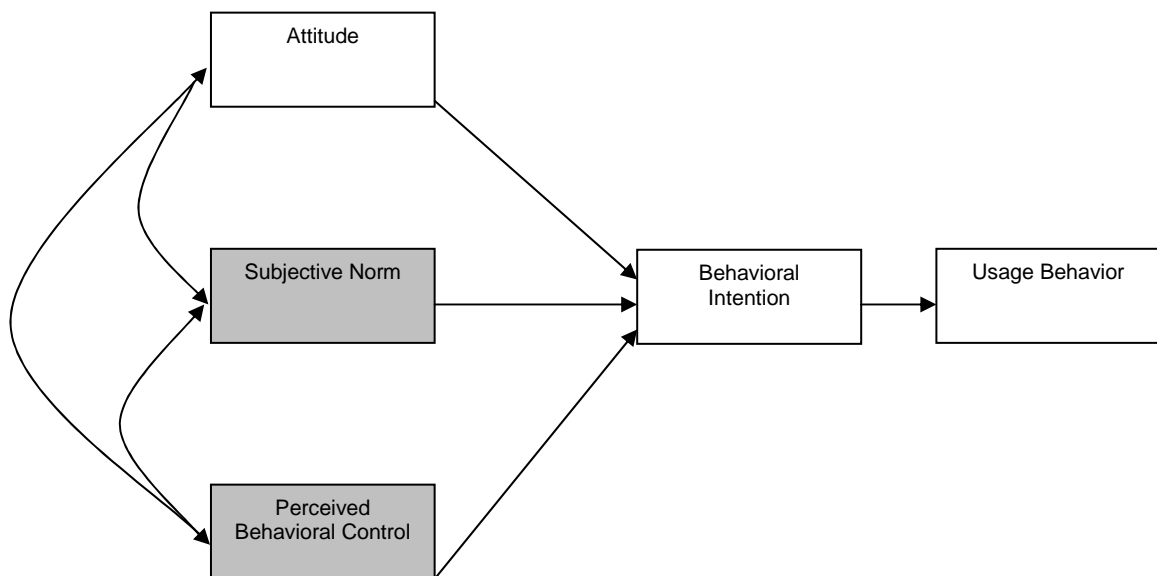 Attitude
Subjective Norm
Behavioral
Intention
Usage Behavior
Perceived
Behavioral Control